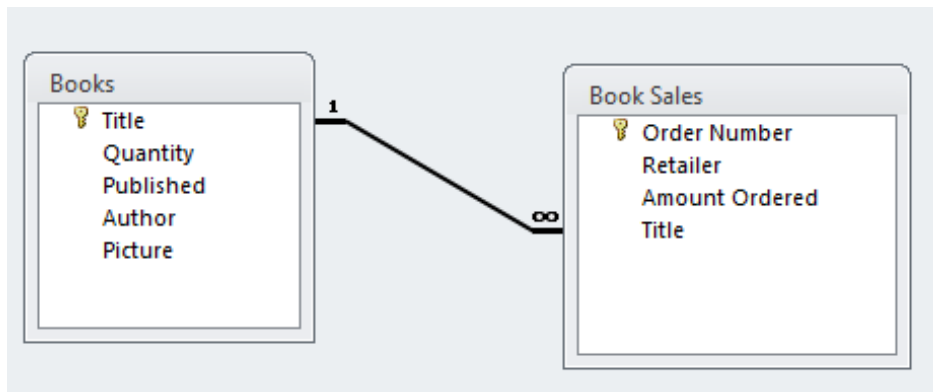 Books
Title
Quantity
Published
Author
Picture
1
∞
Book Sales
Order Number
Retailer
Amount Ordered
Title